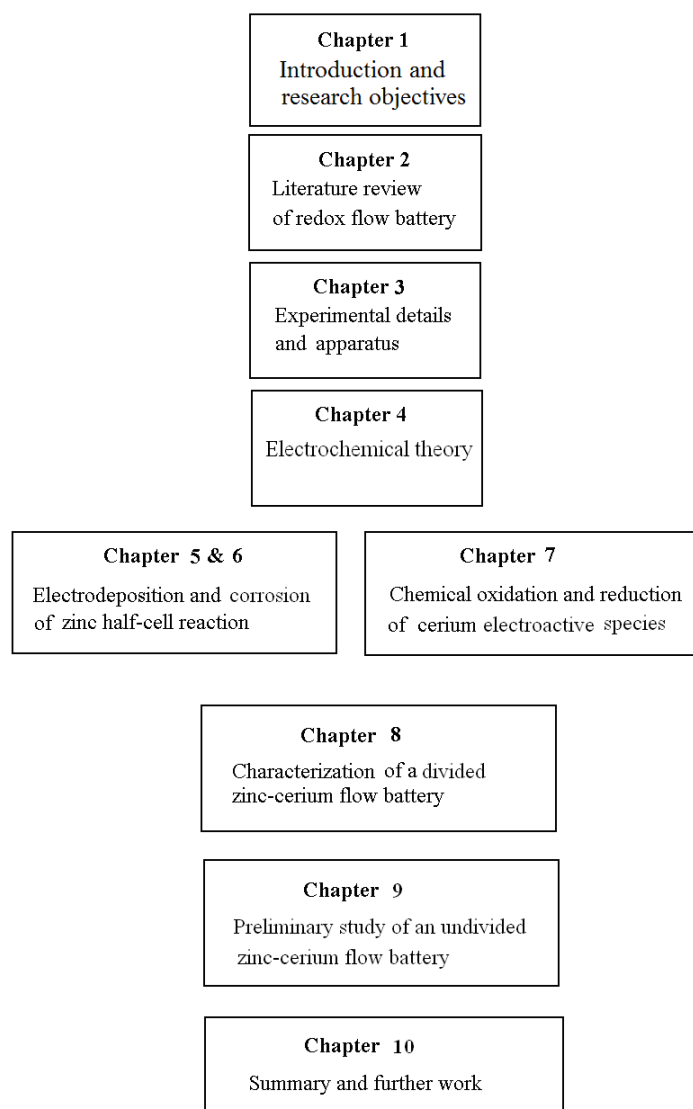 Chapter 1
Introduction and
research objectives
Chapter 2
Literature review
of redox flow battery
Chapter 3
Experimental details
and apparatus
Chapter 4
Electrochemical theory
Chapter 5 & 6
Electrodeposition and corrosion
of zinc half-cell reaction
Chapter 7
Chemical oxidation and reduction
of cerium electroactive species
Chapter 8
Characterization of a divided
zinc-cerium flow battery
Chapter 9
Preliminary study of an undivided
zinc-cerium flow battery
Chapter 10
Summary and further work